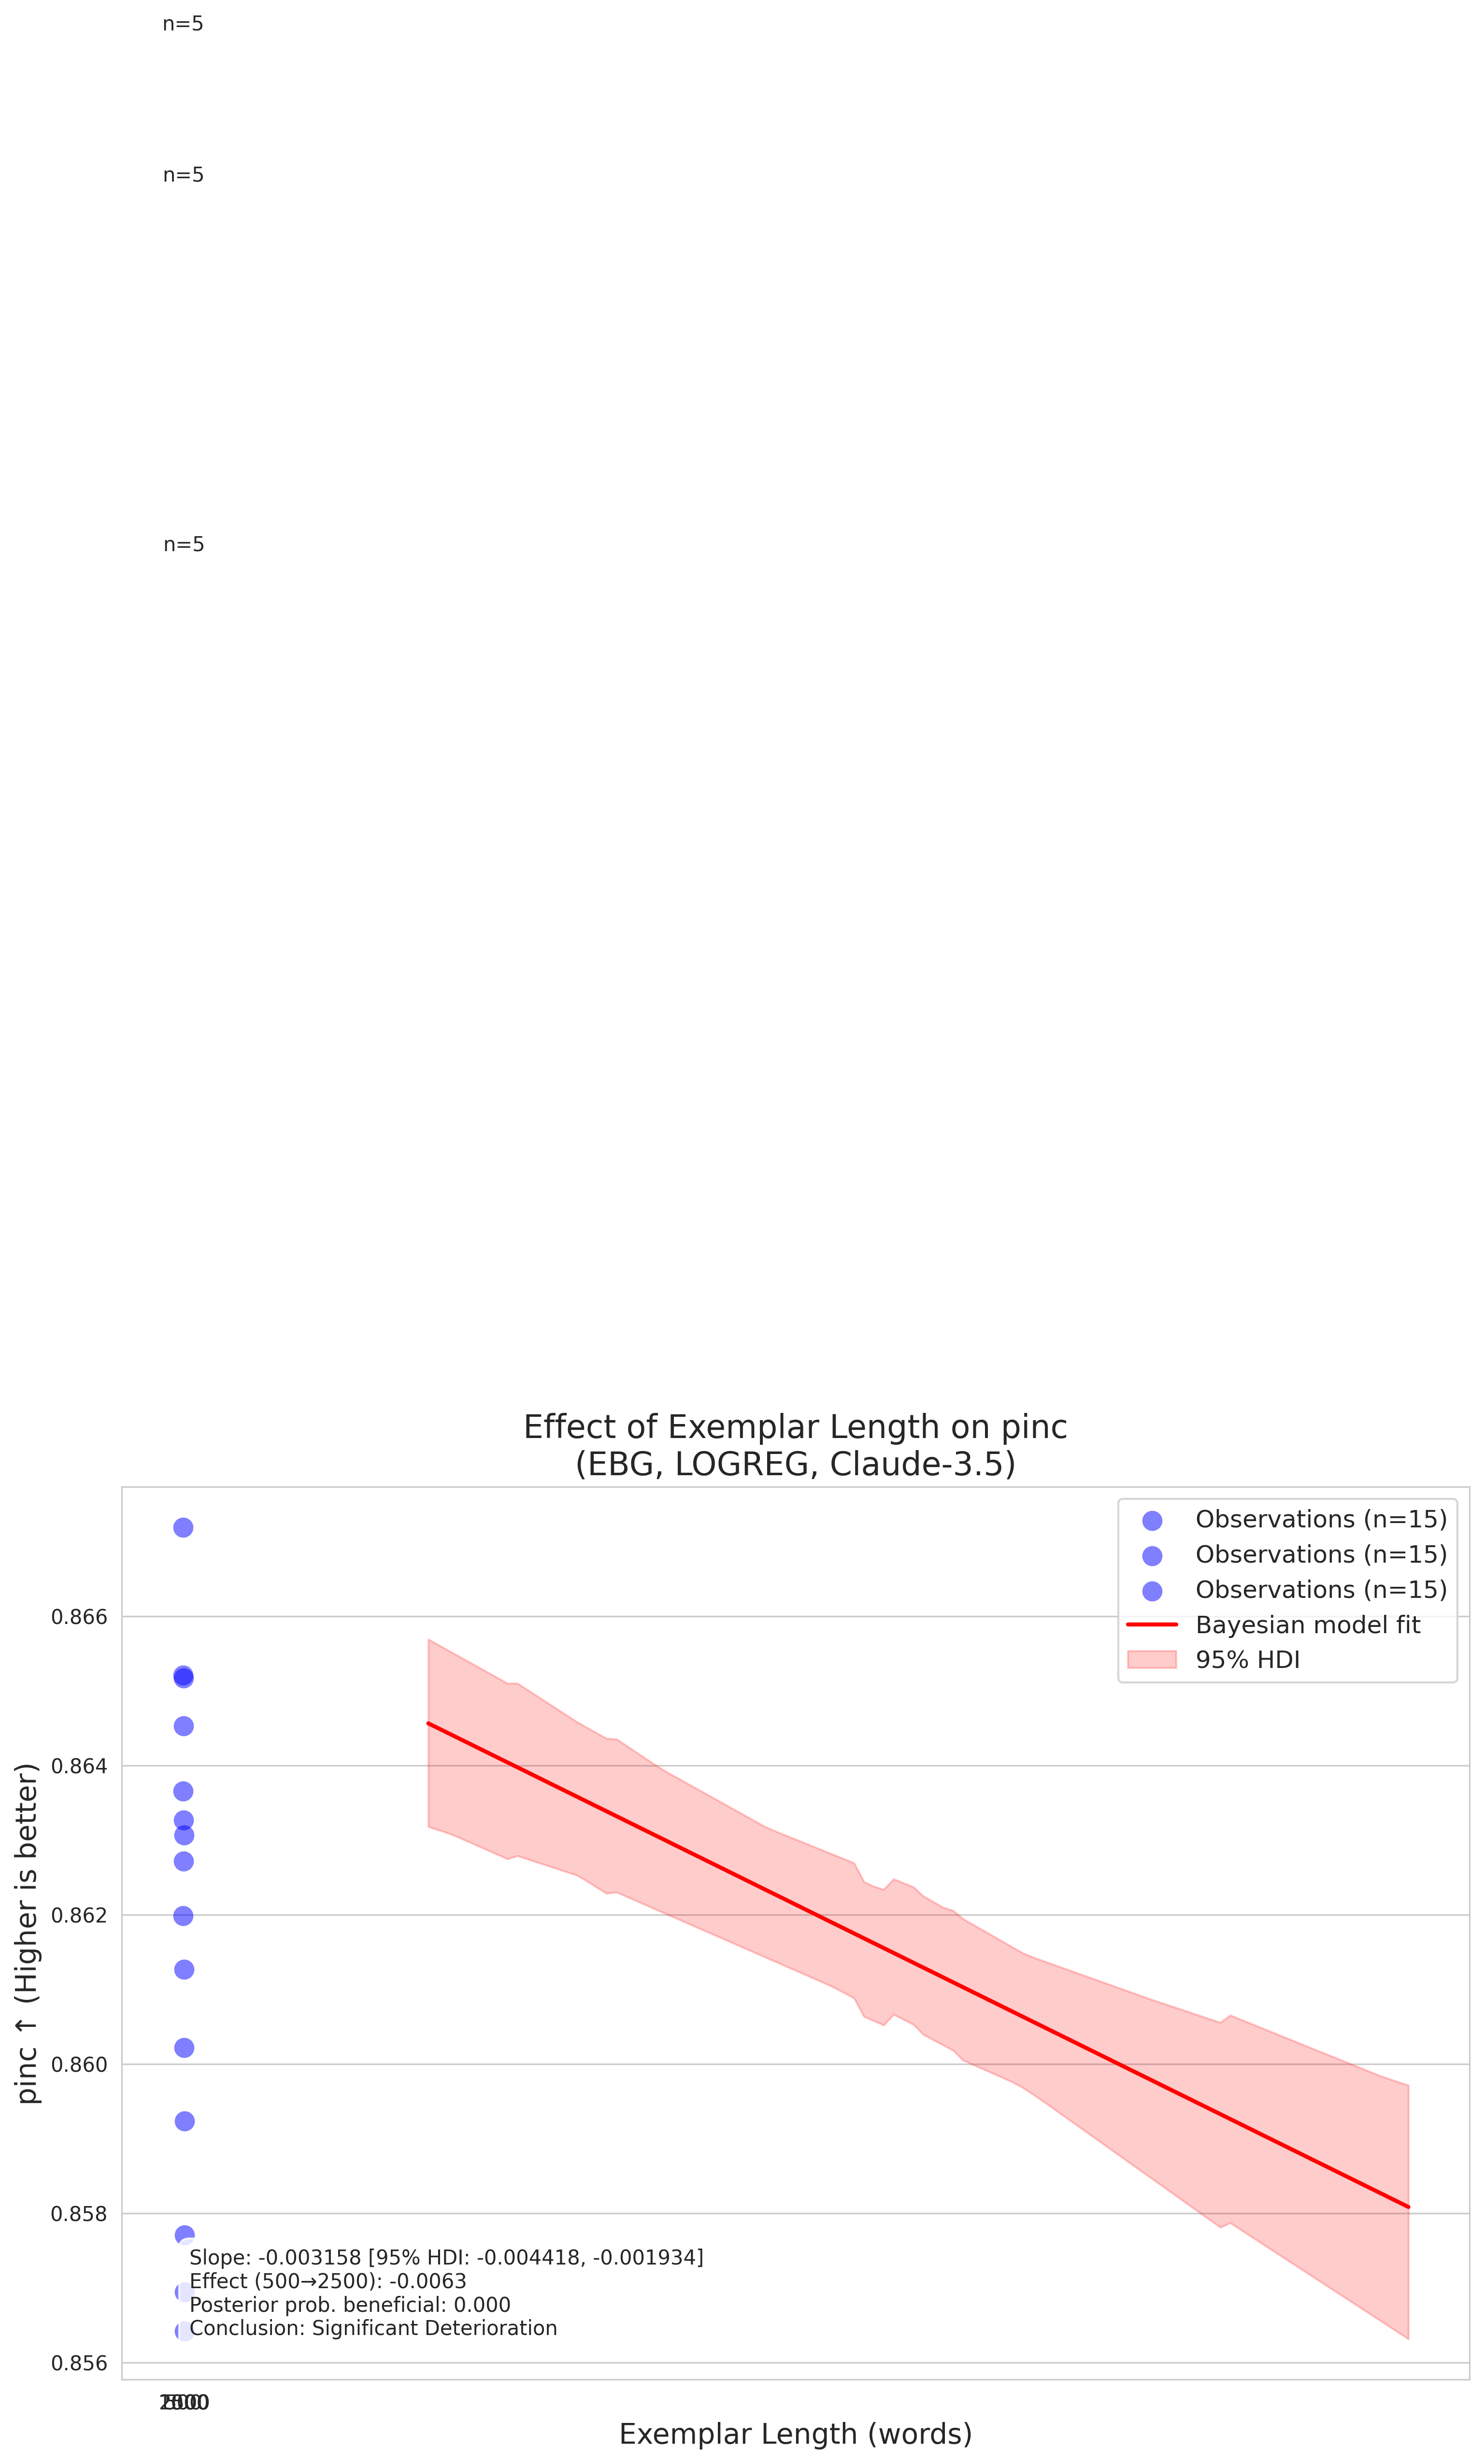 n=5
n=5
n=5
Effect of Exemplar Length on pinc
(EBG, LOGREG, Claude-3.5)
Observations (n=15)
Observations (n=15)
Observations (n=15)
Bayesian model fit
95% HDI
pinc ↑ (Higher is better)
0.866
0.864
0.862
0.860
0.858
0.856
Slope: -0.003158 [95% HDI: -0.004418, -0.001934]
Effect (500→2500): -0.0063
Posterior prob. beneficial: 0.000
Conclusion: Significant Deterioration
Exemplar Length (words)